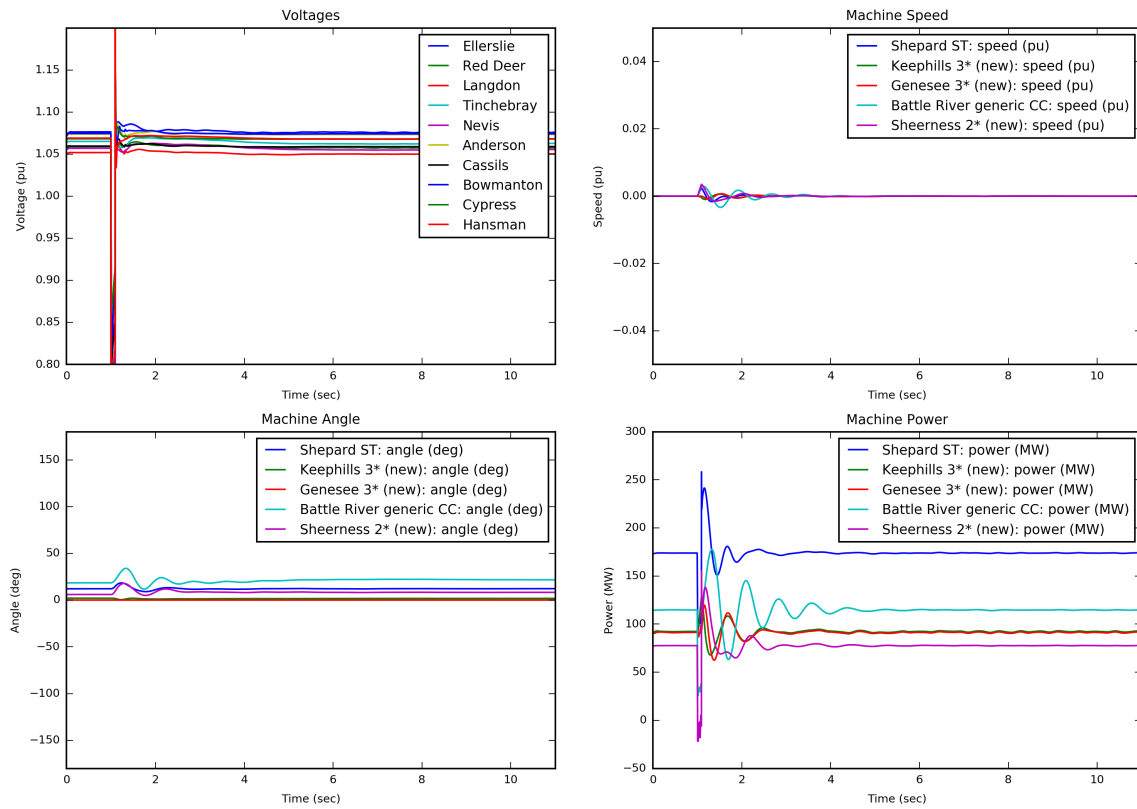 Voltages
1.15
1.10
1.05
1.00
0.95
0.90
0.85
0.80
Voltage (pu)
0
2
4
6
8
10
Time (sec)
Ellerslie
Red Deer
Langdon
Tinchebray
Nevis
Anderson
Cassils
Bowmanton
Cypress
Hansman
Machine Speed
0.04
0.02
0.00
−0.02
−0.04
Speed (pu)
0
2
4
6
8
10
Time (sec)
Shepard ST: speed (pu)
Keephills 3* (new): speed (pu)
Genesee 3* (new): speed (pu)
Battle River generic CC: speed (pu)
Sheerness 2* (new): speed (pu)
Machine Angle
150
100
50
0
−50
−100
−150
Angle (deg)
0
2
4
6
8
10
Time (sec)
Shepard ST: angle (deg)
Keephills 3* (new): angle (deg)
Genesee 3* (new): angle (deg)
Battle River generic CC: angle (deg)
Sheerness 2* (new): angle (deg)
Machine Power
300
250
200
150
100
50
0
−50
Power (MW)
0
2
4
6
8
10
Time (sec)
Shepard ST: power (MW)
Keephills 3* (new): power (MW)
Genesee 3* (new): power (MW)
Battle River generic CC: power (MW)
Sheerness 2* (new): power (MW)